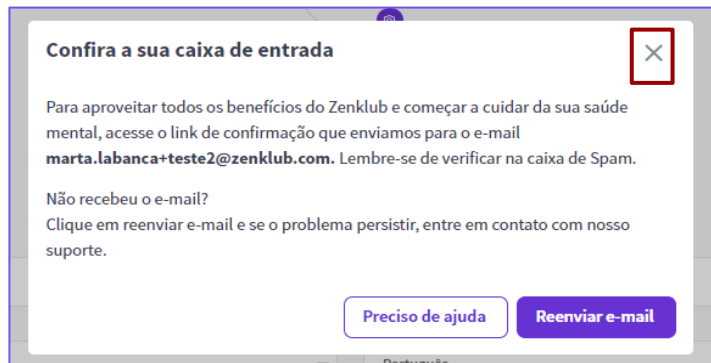 Confira a sua caixa de entrada
Para aproveitar todos os benefícios do Zenklub e começar a cuidar da sua saúde
mental, acesse o link de confirmação que enviamos para o e-mail
marta.labanca+teste2@zenklub.com. Lembre-se de verificar na caixa de Spam.
Não recebeu o e-mail?
Clique em reenviar e-mail e se o problema persistir, entre em contato com nosso
suporte.
Preciso de ajuda
Reenviar e-mail
Português